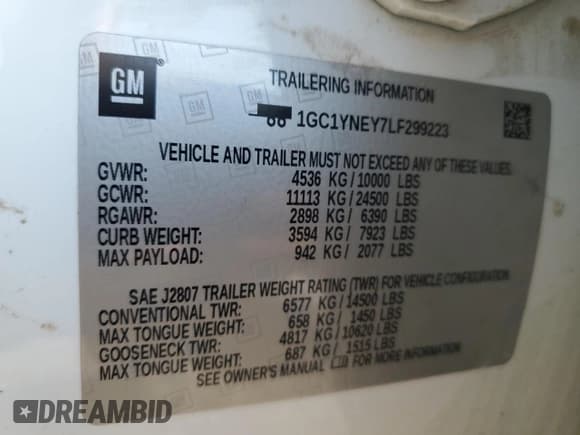 GM ®
TRAILERING INFORMATION
1GC1YNEY7LF299223
VEHICLE AND TRAILER MUST NOT EXCEED ANY OF THESE VALUES:
GVWR: 4536 KG/10000 LBS
GCWR: 11113 KG/24500 LBS
RGAWR: 2898 KG/ 6390 LBS
CURB WEIGHT: 3594 KG/ 7923 LBS
MAX PAYLOAD: 942 KG/ 2077 LBS
SAE J2807 TRAILER WEIGHT RATING (TWR) FOR VEHICLE CONFIGURATION
CONVENTIONAL TWR: 6577 KG/14500 LBS
MAX TONGUE WEIGHT: 658 KG/ 1450 LBS
GOOSENECK TWR: 4817 KG/10620 LBS
MAX TONGUE WEIGHT: 687 KG/ 1515 LBS
SEE OWNER'S MANUAL FOR MORE INFORMATION
DREAMBID